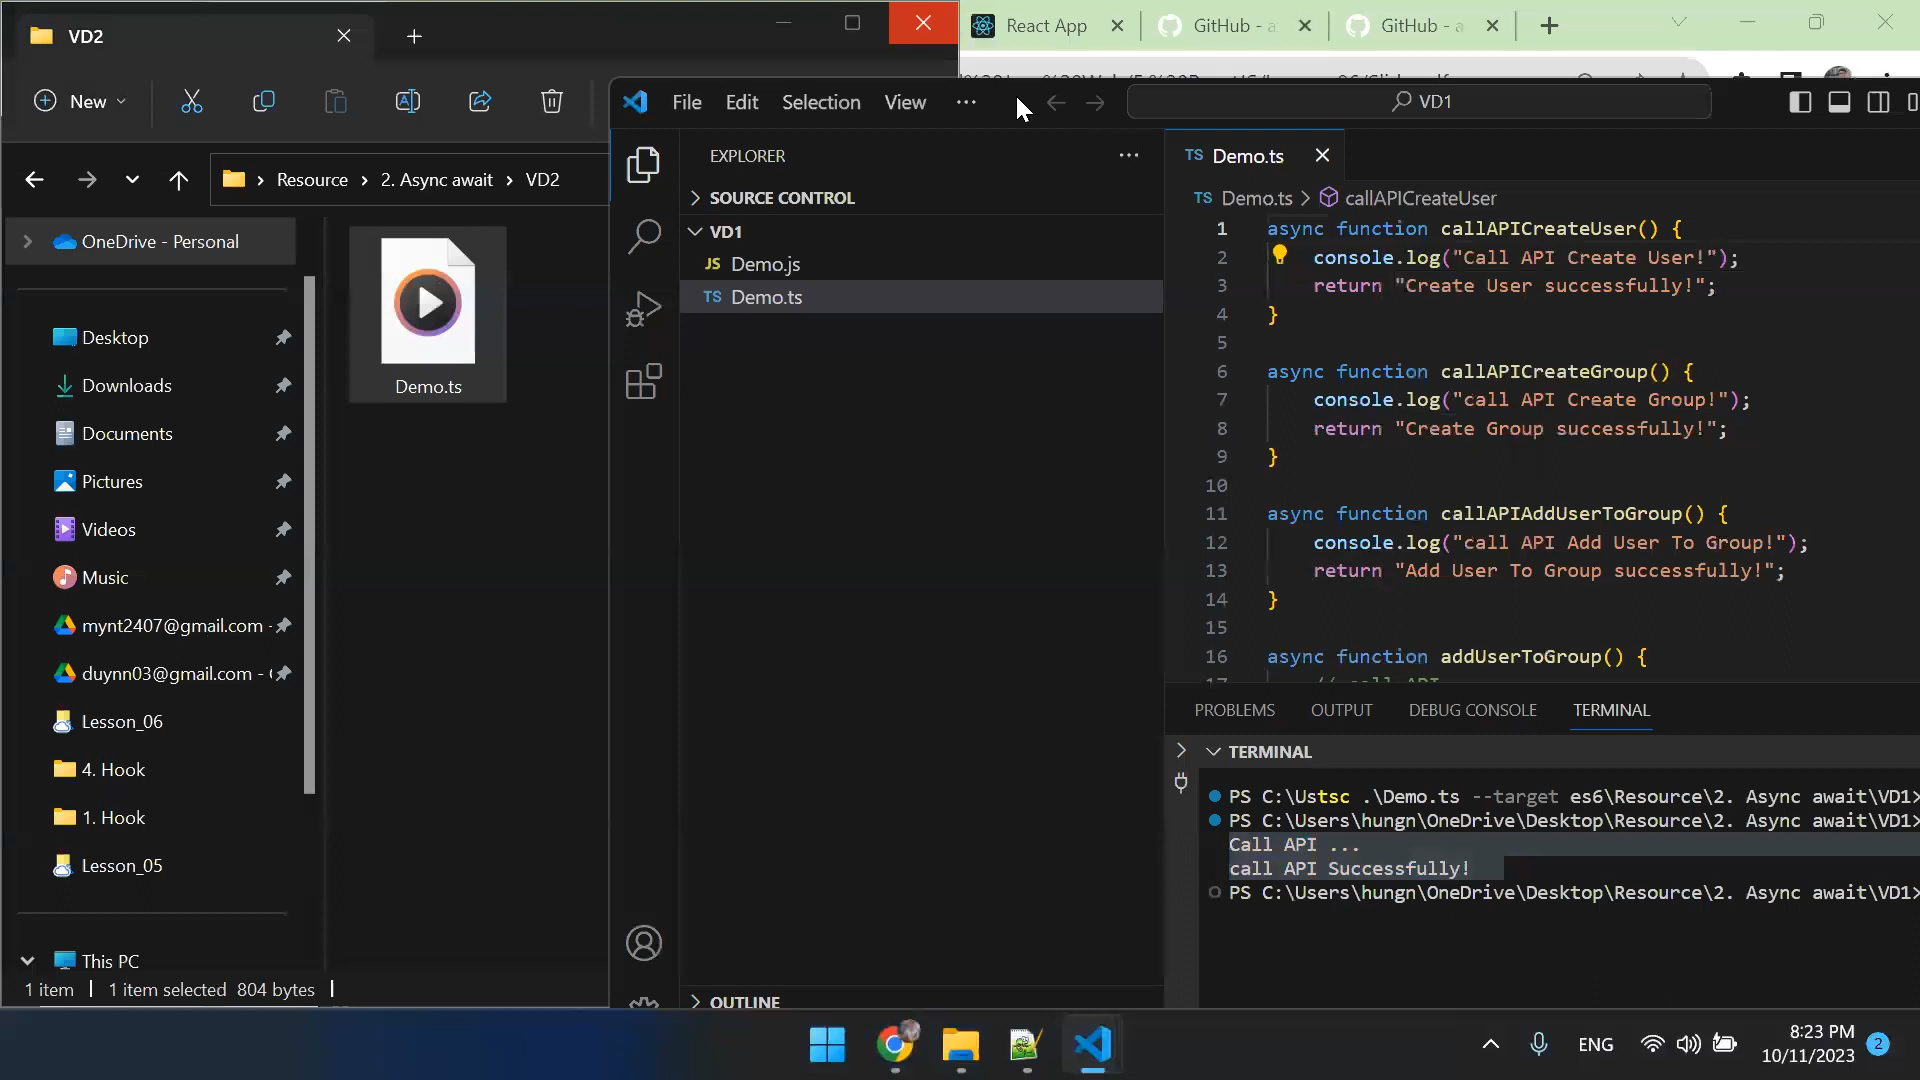 VD2
New
Resource > 2. Async await > VD2
OneDrive - Personal
Desktop
Downloads
Documents
Pictures
Videos
Music
mynt2407@gmail.com -
duynn03@gmail.com - (
Lesson_06
4. Hook
1. Hook
Lesson_05
This PC
1 item
1 item selected 804 bytes
Demo.ts
React App
GitHub - a
GitHub - a
File Edit Selection View ···
VD1
EXPLORER
SOURCE CONTROL
VD1
JS Demo.js
TS Demo.ts
OUTLINE
TS Demo.ts
TS Demo.ts > callAPICreateUser
1 async function callAPICreateUser() {
2 console.log("Call API Create User!");
3 return "Create User successfully!";
4 }
5
6 async function callAPICreateGroup() {
7 console.log("call API Create Group!");
8 return "Create Group successfully!";
9 }
10
11 async function callAPIAddUserToGroup() {
12 console.log("call API Add User To Group!");
13 return "Add User To Group successfully!";
14 }
15
16 async function addUserToGroup() {
17 // call API
PROBLEMS OUTPUT DEBUG CONSOLE TERMINAL
TERMINAL
PS C:\Ustsc .\Demo.ts --target es6\Resource\2. Async await\VD1>
PS C:\Users\hungn\OneDrive\Desktop\Resource\2. Async await\VD1>
Call API ...
call API Successfully!
PS C:\Users\hungn\OneDrive\Desktop\Resource\2. Async await\VD1>
ENG
8:23 PM
10/11/2023
2